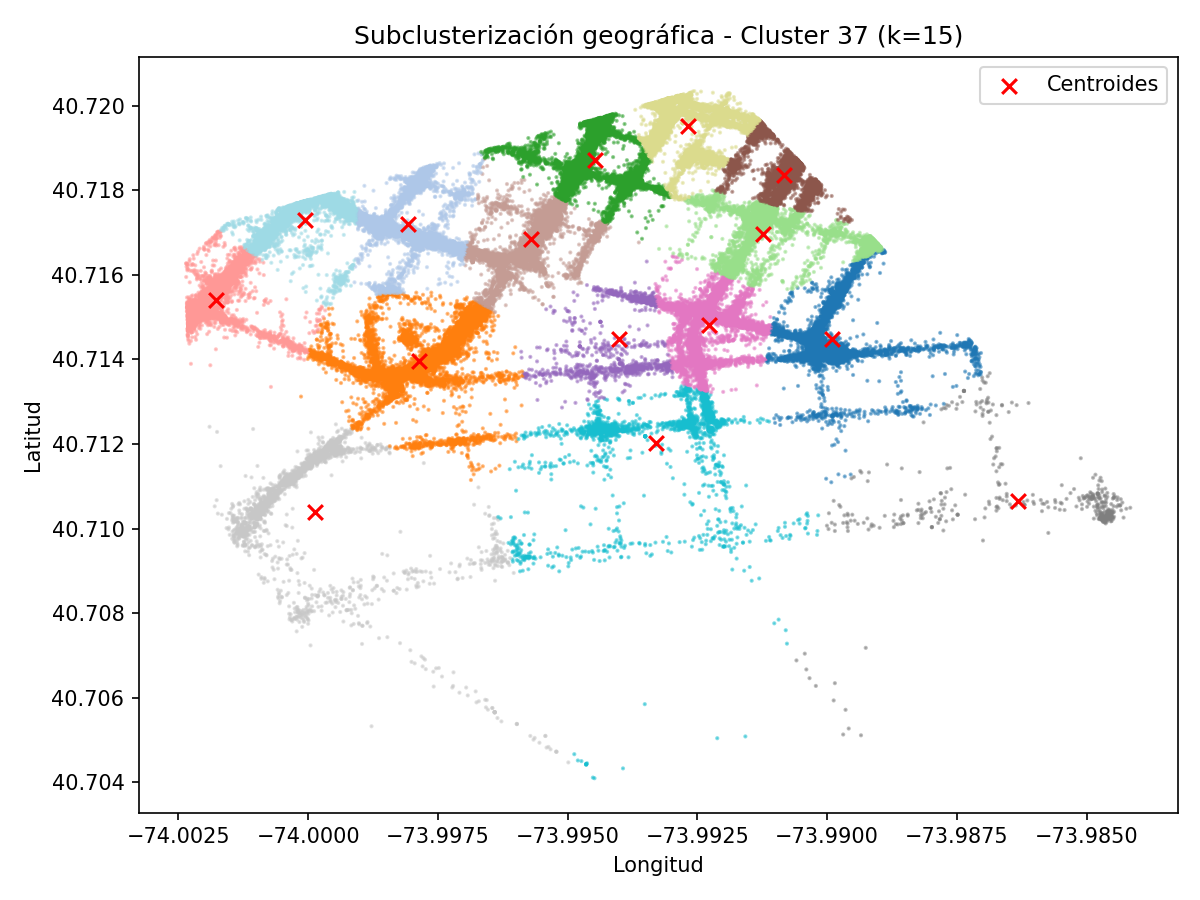 Subclusterización geográfica - Cluster 37 (k=15)
Centroides
40.720
40.718
40.716
40.714
40.712
40.710
40.708
40.706
40.704
Latitud
−74.0025 −74.0000 −73.9975 −73.9950 −73.9925 −73.9900 −73.9875 −73.9850
Longitud